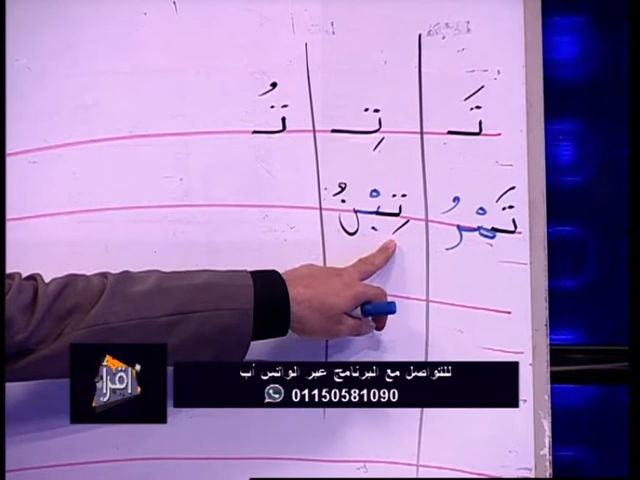 تَـ تِـ تُـ
تَمْرُ تِبْنُ
للتواصل مع البرنامج عبر الواتس أب
01150581090
اقرأ